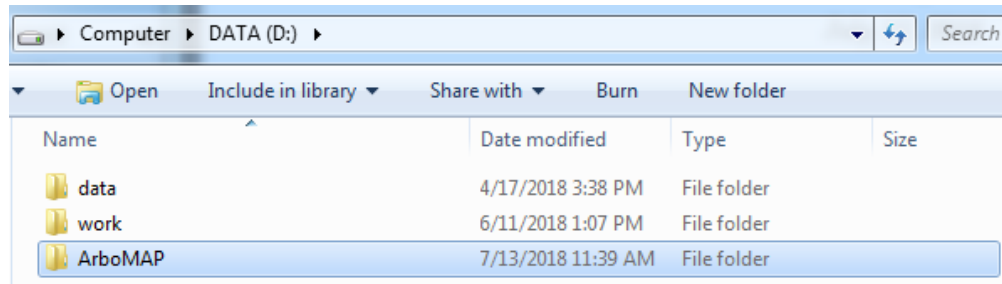 Computer DATA (D:) Search
Open Include in library Share with Burn New folder
Name Date modified Type Size
data 4/17/2018 3:38 PM File folder
work 6/11/2018 1:07 PM File folder
ArboMAP 7/13/2018 11:39 AM File folder